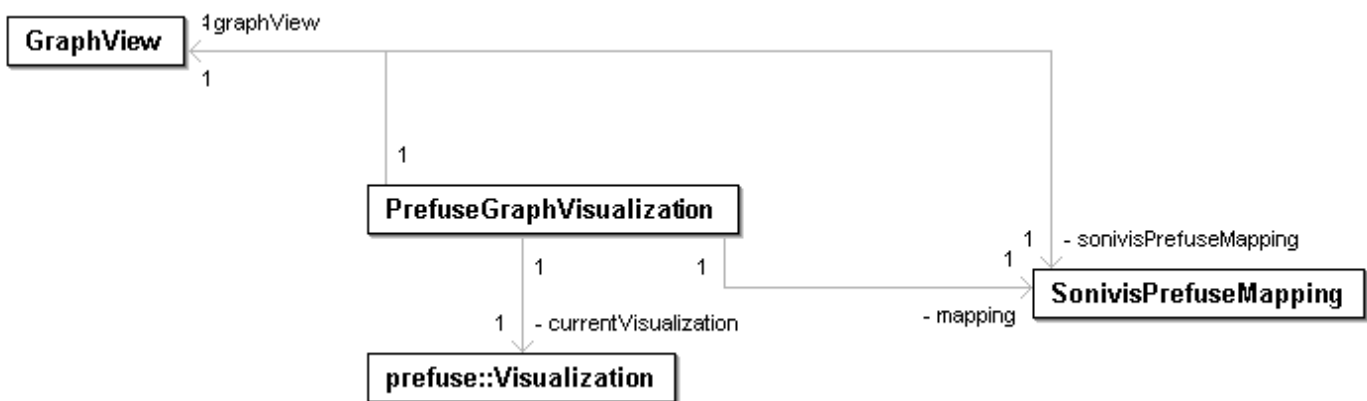 1 graphView
GraphView
1
1
PrefuseGraphVisualization
1 - sonivisPrefuseMapping
1 1 1
SonivisPrefuseMapping
- mapping
1 - currentVisualization
prefuse::Visualization